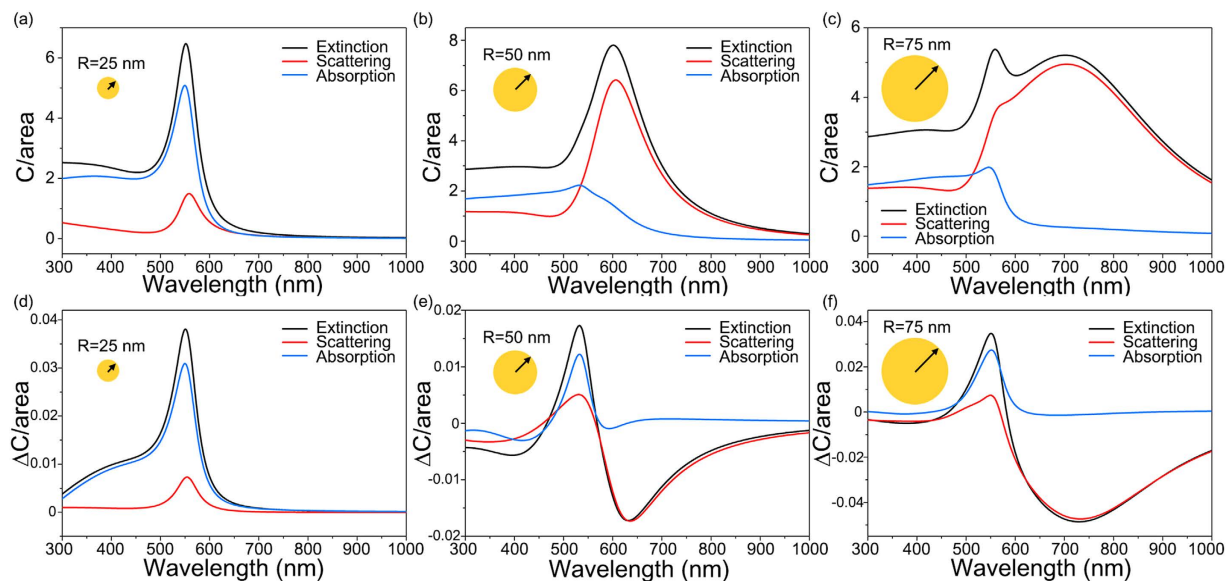 (a)
R=25 nm
Extinction
Scattering
Absorption
C/area
6
4
2
0
300 400 500 600 700 800 900 1000
Wavelength (nm)
(b)
R=50 nm
Extinction
Scattering
Absorption
C/area
8
6
4
2
0
300 400 500 600 700 800 900 1000
Wavelength (nm)
(c)
R=75 nm
Extinction
Scattering
Absorption
C/area
6
4
2
0
300 400 500 600 700 800 900 1000
Wavelength (nm)
(d)
R=25 nm
Extinction
Scattering
Absorption
ΔC/area
0.04
0.03
0.02
0.01
0
300 400 500 600 700 800 900 1000
Wavelength (nm)
(e)
R=50 nm
Extinction
Scattering
Absorption
ΔC/area
0.02
0.01
0
-0.01
-0.02
300 400 500 600 700 800 900 1000
Wavelength (nm)
(f)
R=75 nm
Extinction
Scattering
Absorption
ΔC/area
0.04
0.02
0
-0.02
-0.04
300 400 500 600 700 800 900 1000
Wavelength (nm)